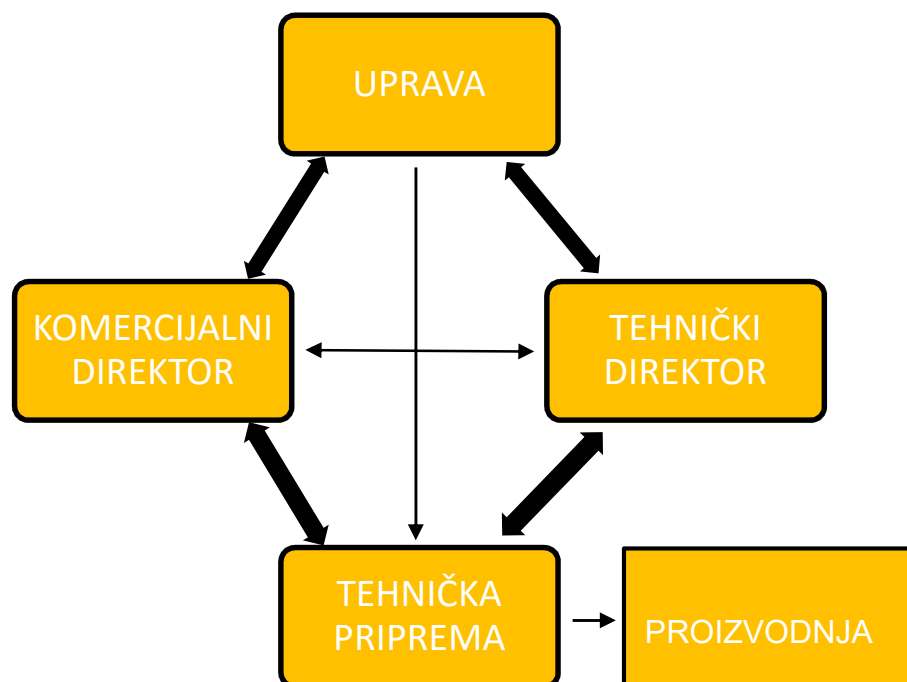 UPRAVA
KOMERCIJALNI
DIREKTOR
TEHNIČKI
DIREKTOR
TEHNIČKA
PRIPREMA
PROIZVODNJA